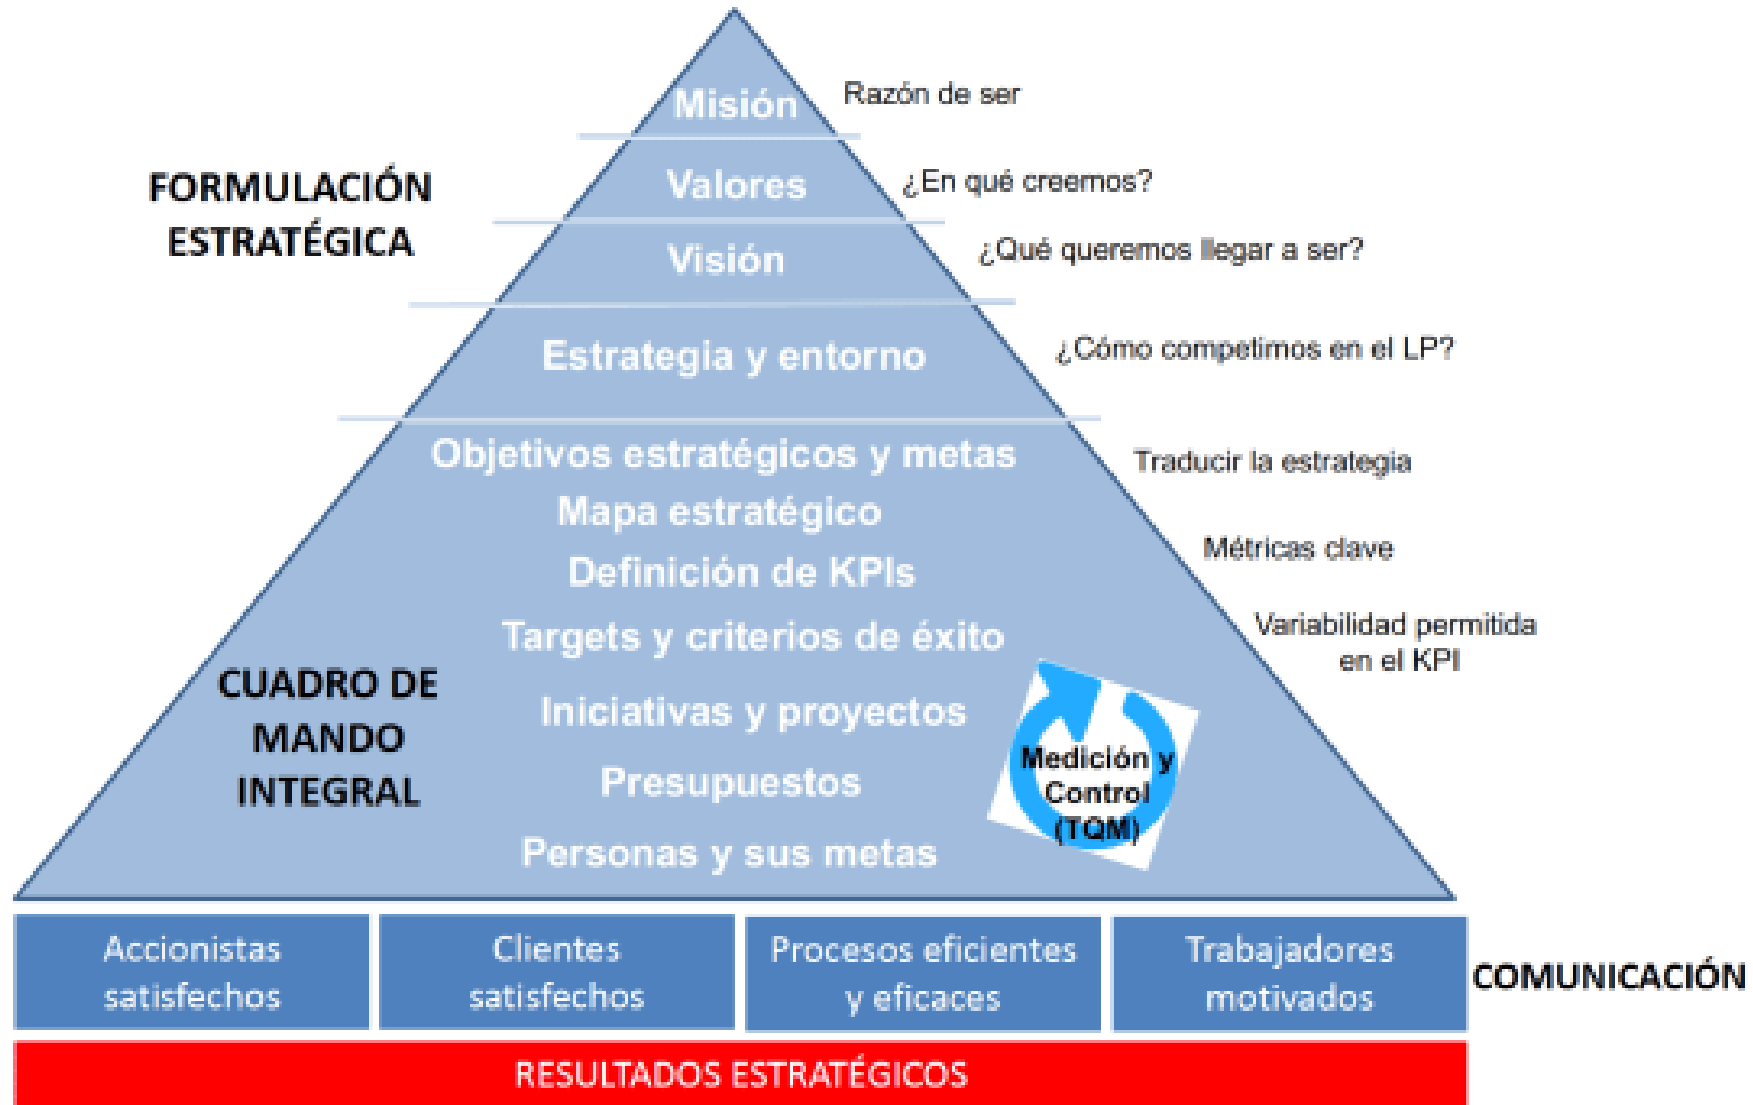 Misión
Razón de ser
FORMULACIÓN
ESTRATÉGICA
Valores
¿En qué creemos?
Visión
¿Qué queremos llegar a ser?
Estrategia y entorno
¿Cómo competimos en el LP?
Objetivos estratégicos y metas
Traducir la estrategia
Mapa estratégico
Métricas clave
Definición de KPIs
Targets y criterios de éxito
Variabilidad permitida
en el KPI
CUADRO DE
MANDO
INTEGRAL
Iniciativas y proyectos
Presupuestos
Personas y sus metas
Medición y
Control
(TQM)
Accionistas
satisfechos
Clientes
satisfechos
Procesos eficientes
y eficaces
Trabajadores
motivados
COMUNICACIÓN
RESULTADOS ESTRATÉGICOS